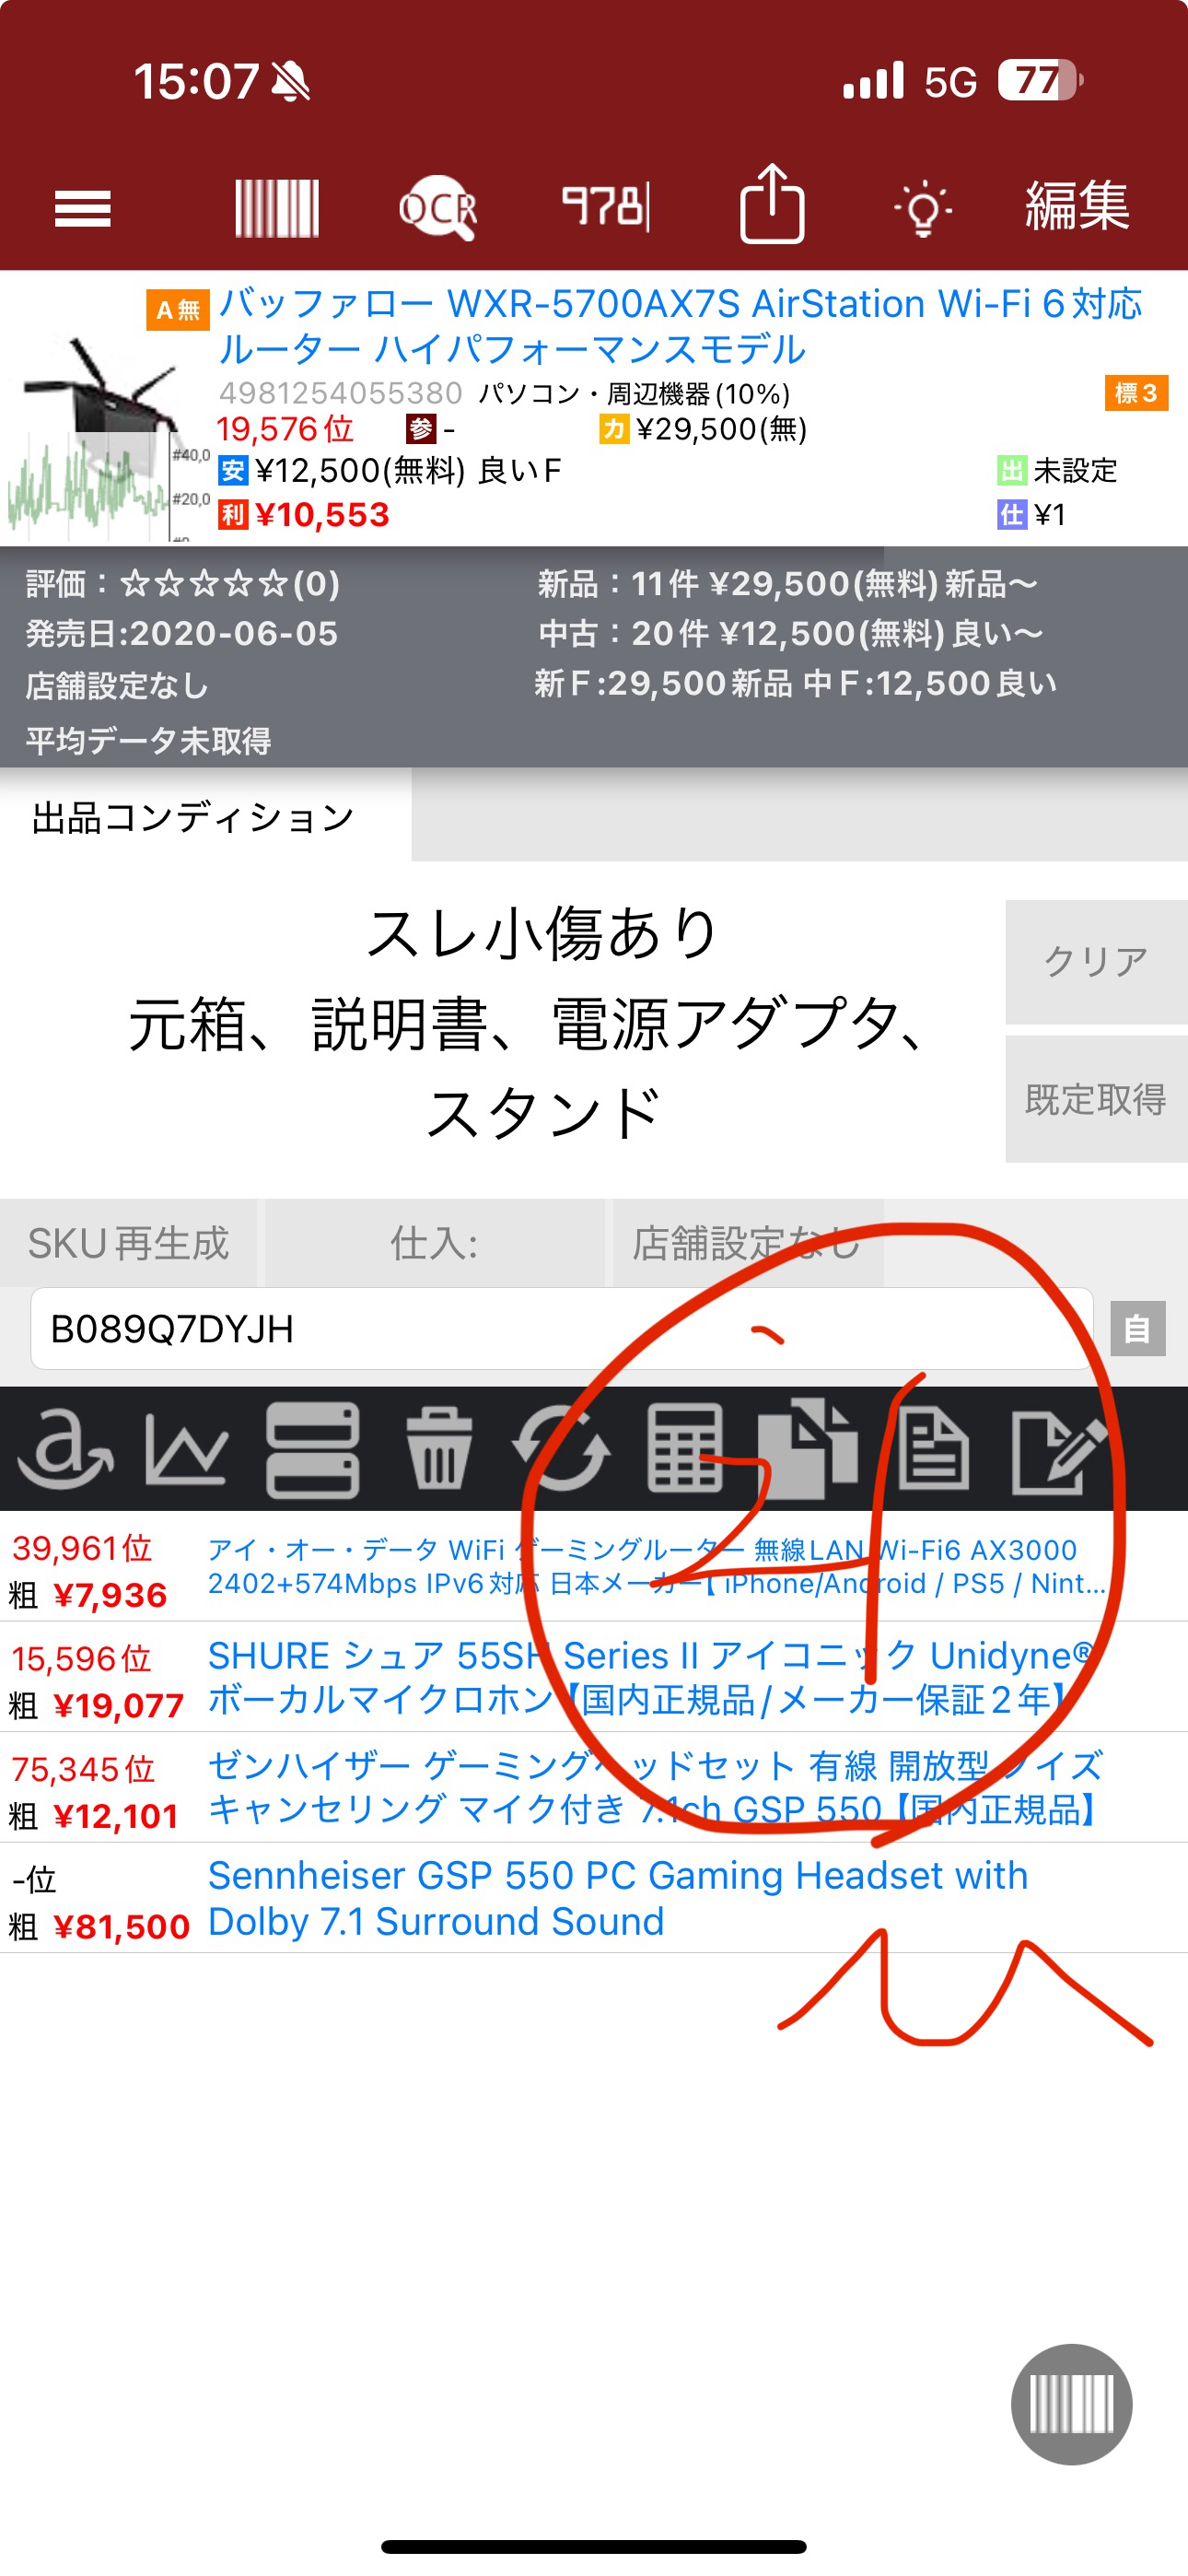 15:07 5G 77
OCR 978 編集
A無 バッファロー WXR-5700AX7S AirStation Wi-Fi 6対応
ルーター ハイパフォーマンスモデル
4981254055380 パソコン・周辺機器(10%) 標3
19,576位 参 - カ ¥29,500(無)
#40,0
安 ¥12,500(無料) 良いF 出 未設定
#20,0
利 ¥10,553 仕 ¥1
評価：☆☆☆☆☆(0) 新品：11件 ¥29,500(無料)新品〜
発売日:2020-06-05 中古：20件 ¥12,500(無料)良い〜
店舗設定なし 新F:29,500新品 中F:12,500良い
平均データ未取得
出品コンディション
スレ小傷あり
元箱、説明書、電源アダプタ、
スタンド
クリア
既定取得
SKU再生成 仕入: 店舗設定なし
B089Q7DYJH 自
39,961位 アイ・オー・データ WiFi ゲーミングルーター 無線LAN Wi-Fi6 AX3000
粗 ¥7,936 2402+574Mbps IPv6対応 日本メーカー【 iPhone/Android / PS5 / Nint...
15,596位 SHURE シュア 55SH Series II アイコニック Unidyne®
粗 ¥19,077 ボーカルマイクロホン【国内正規品/メーカー保証2年】
75,345位 ゼンハイザー ゲーミングヘッドセット 有線 開放型 ノイズ
粗 ¥12,101 キャンセリング マイク付き 7.1ch GSP 550【国内正規品】
-位 Sennheiser GSP 550 PC Gaming Headset with
粗 ¥81,500 Dolby 7.1 Surround Sound